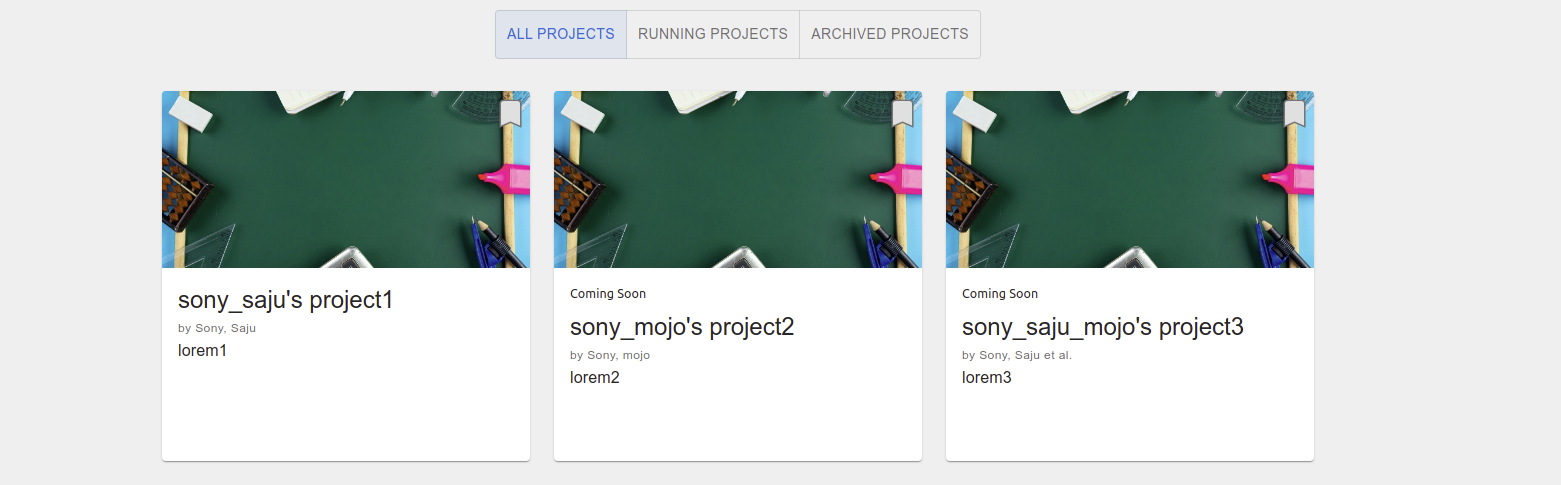 ALL PROJECTS
RUNNING PROJECTS
ARCHIVED PROJECTS
sony_saju's project1
by Sony, Saju
lorem1
Coming Soon
sony_mojo's project2
by Sony, mojo
lorem2
Coming Soon
sony_saju_mojo's project3
by Sony, Saju et al.
lorem3